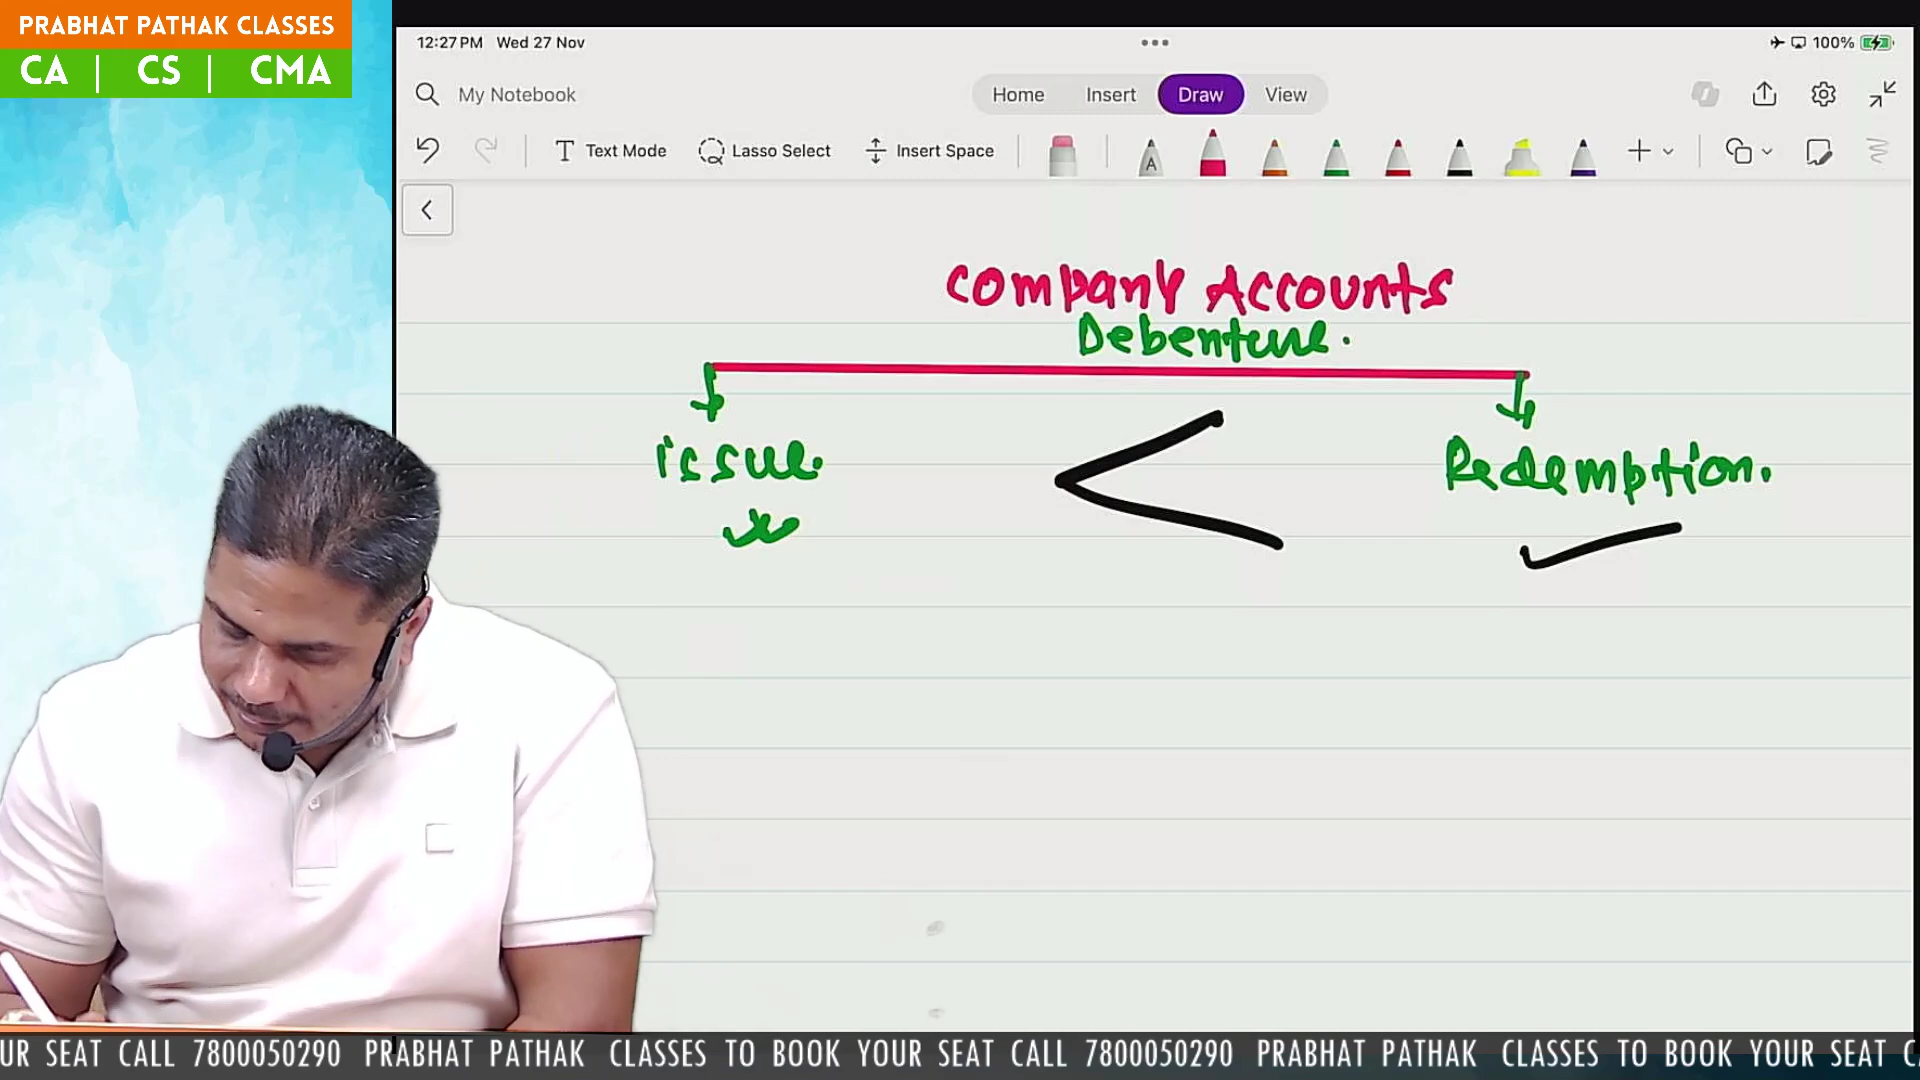 PRABHAT PATHAK CLASSES
CA | CS | CMA
12:27 PM Wed 27 Nov
100%
My Notebook
Home Insert Draw View
Text Mode Lasso Select Insert Space
A
Company Accounts
Debenture.
issue.
Redemption.
UR SEAT CALL 7800050290 PRABHAT PATHAK CLASSES TO BOOK YOUR SEAT CALL 7800050290 PRABHAT PATHAK CLASSES TO BOOK YOUR SEAT C